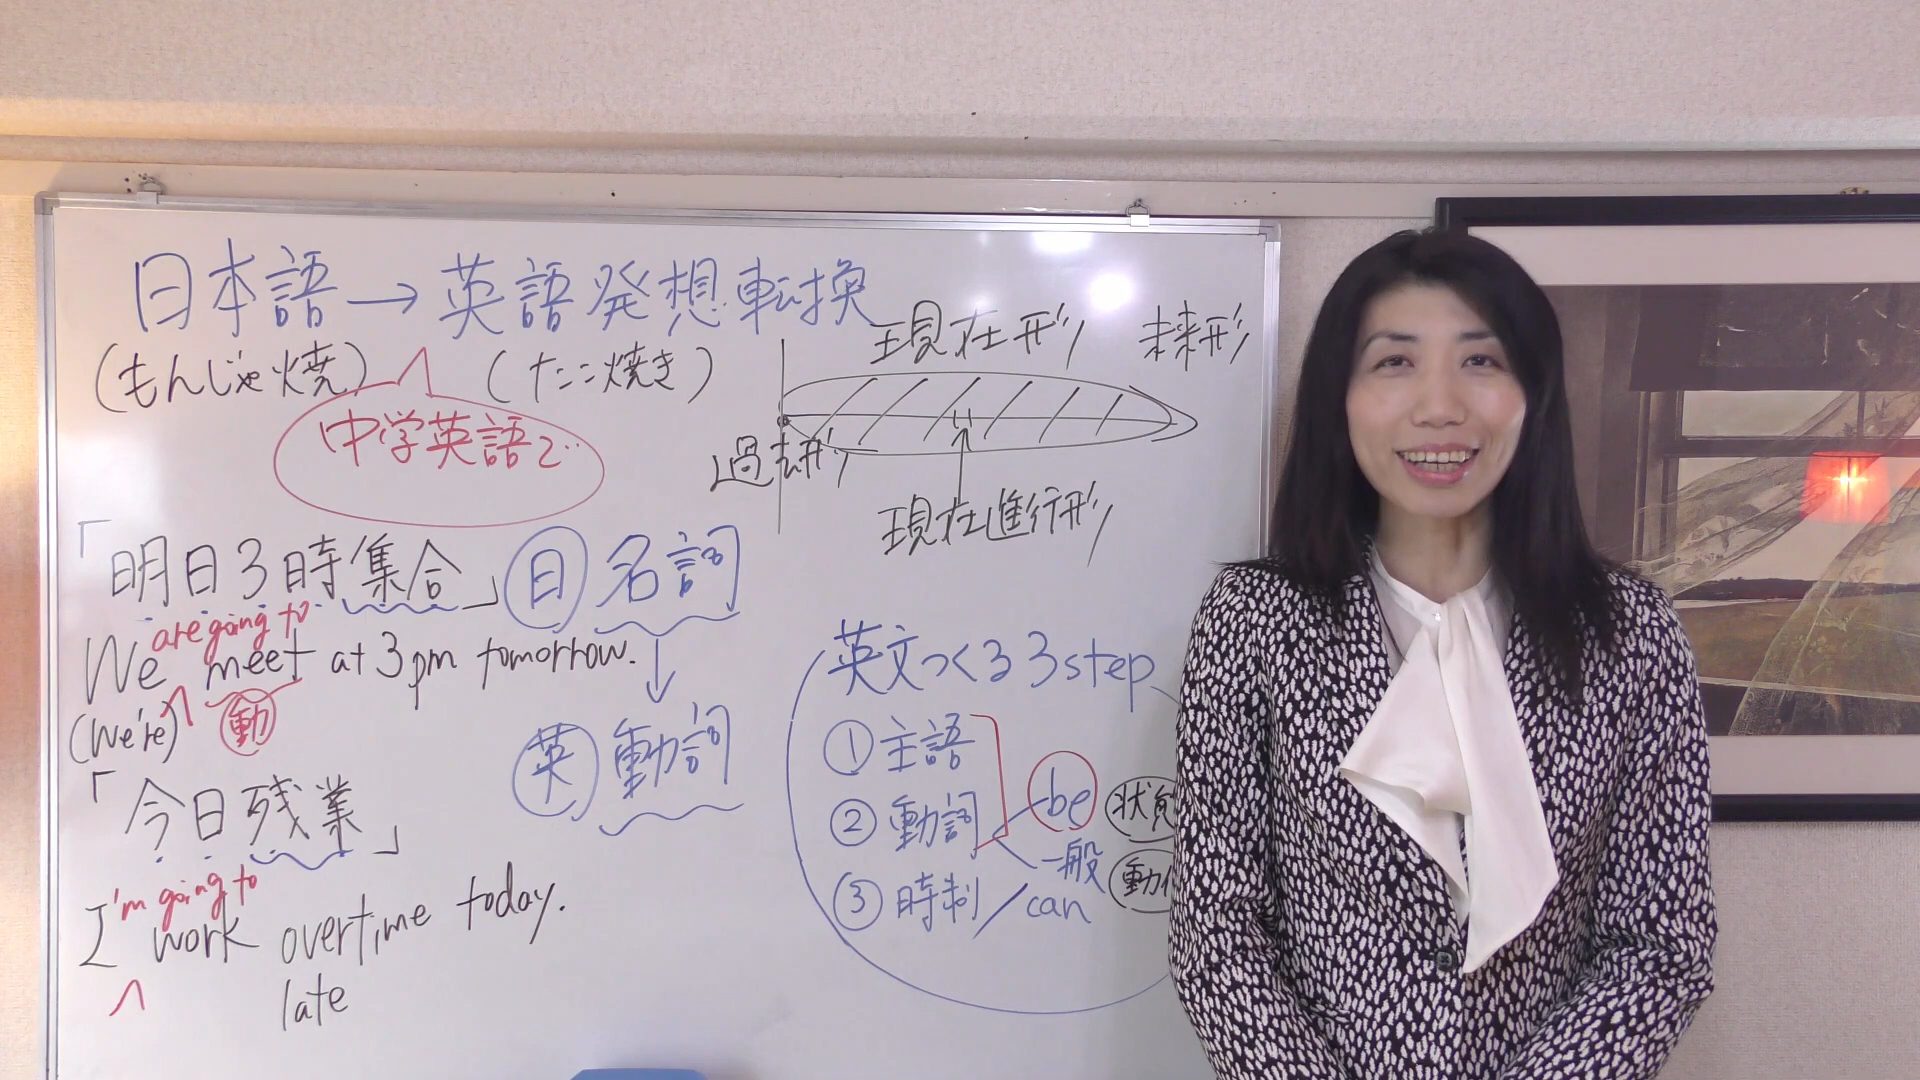 日本語→英語発想転換
(もんじゃ焼) (たこ焼き)
中学英語で
現在形 未来形
過去形
現在進行形
「明日3時集合」 日 名詞
are going to
We meet at 3pm tomorrow.
(We're) 動
英 動詞
「今日残業」
I'm going to
work overtime today.
late
英文つくる3step
① 主語
② 動詞 be 状態
一般 動作
③ 時制/can